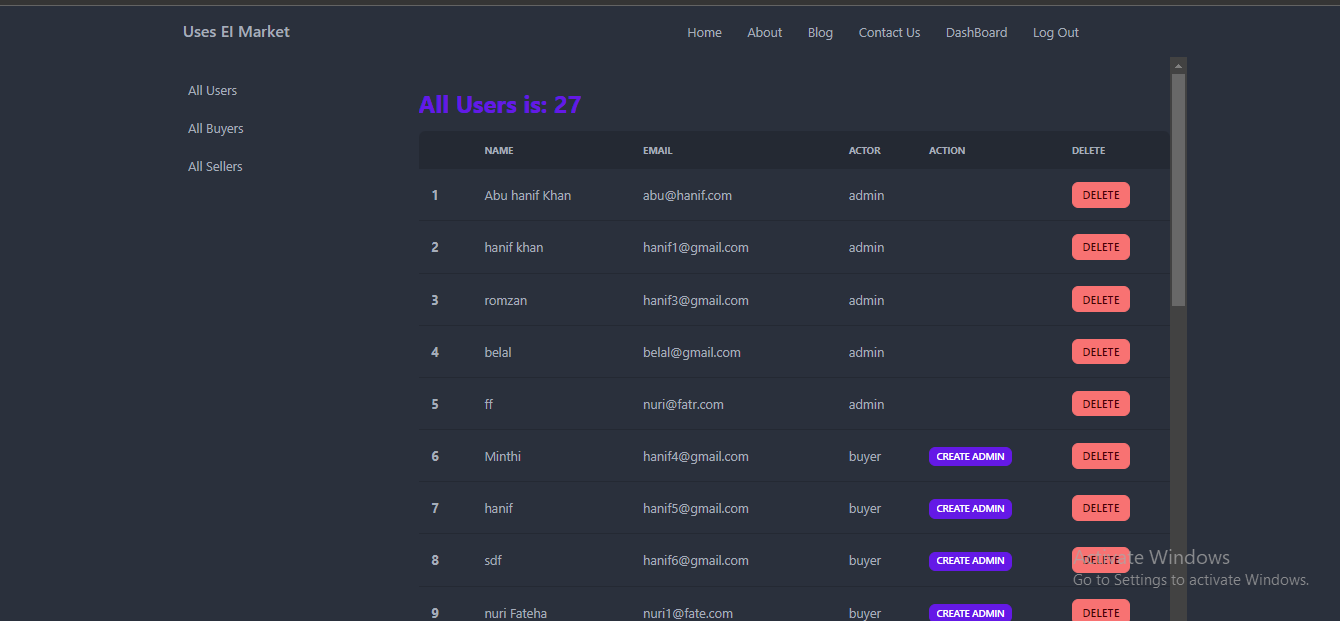 Uses El Market Home About Blog Contact Us DashBoard Log Out
All Users
All Buyers
All Sellers
All Users is: 27
NAME EMAIL ACTOR ACTION DELETE
1 Abu hanif Khan abu@hanif.com admin DELETE
2 hanif khan hanif1@gmail.com admin DELETE
3 romzan hanif3@gmail.com admin DELETE
4 belal belal@gmail.com admin DELETE
5 ff nuri@fatr.com admin DELETE
6 Minthi hanif4@gmail.com buyer CREATE ADMIN DELETE
7 hanif hanif5@gmail.com buyer CREATE ADMIN DELETE
8 sdf hanif6@gmail.com buyer CREATE ADMIN DELETE
9 nuri Fateha nuri1@fate.com buyer CREATE ADMIN DELETE
Activate Windows
Go to Settings to activate Windows.